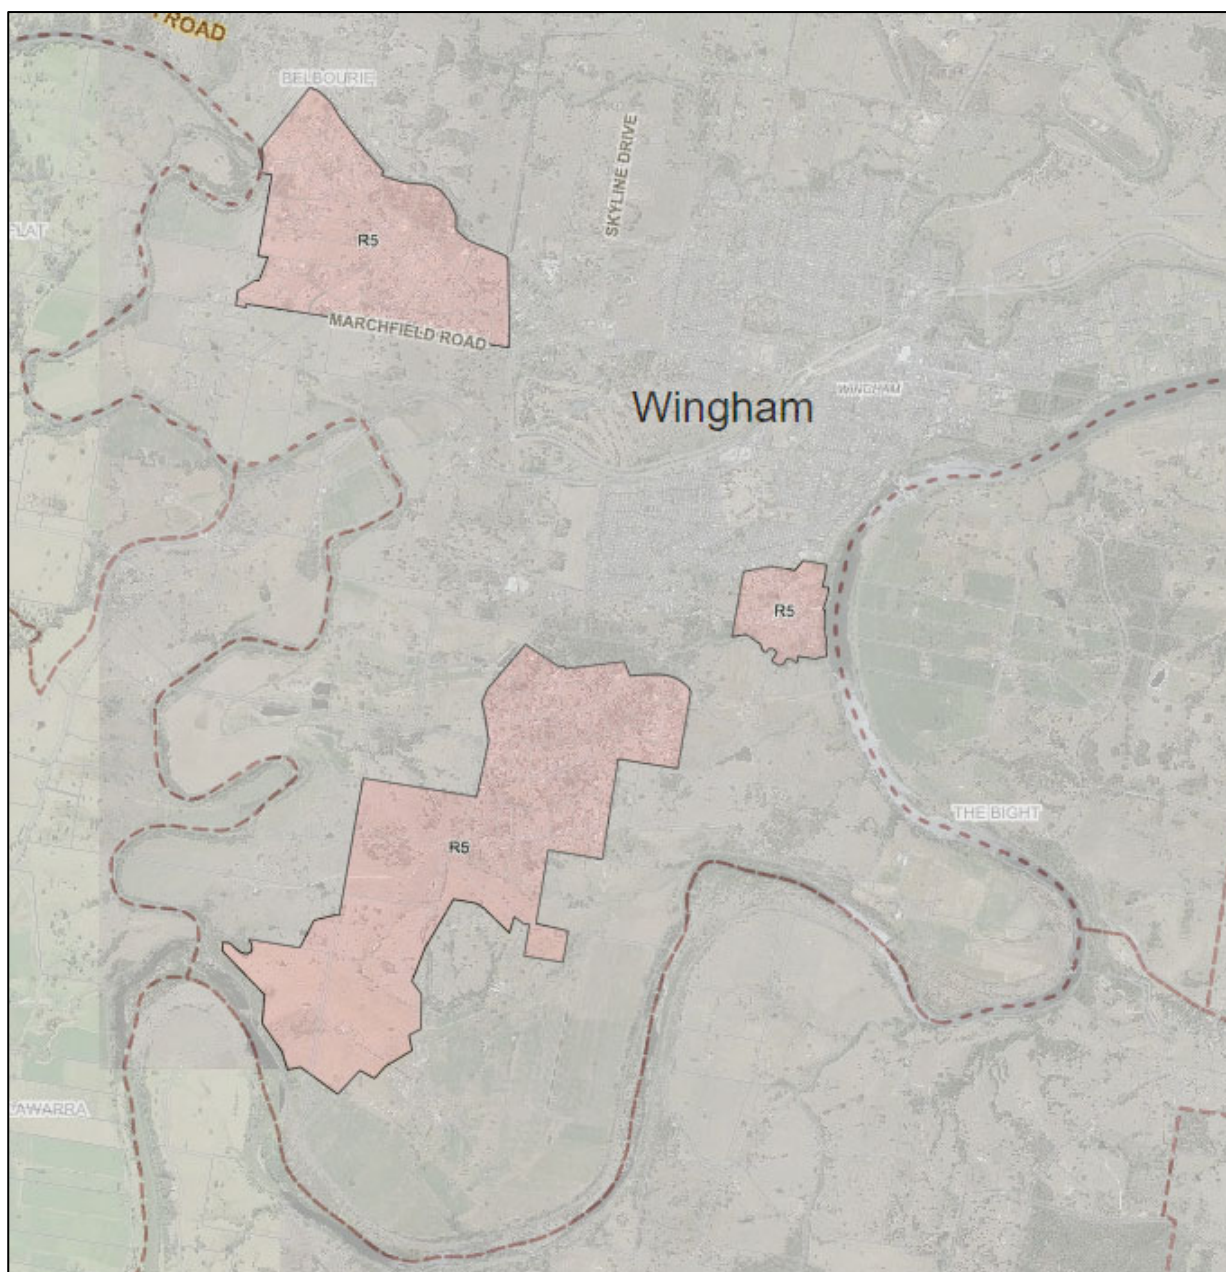 ROAD
BELBOURIE
SKYLINE DRIVE
FLAT
R5
MARCHFIELD ROAD
WINGHAM
Wingham
R5
THE BIGHT
R5
AWARRA